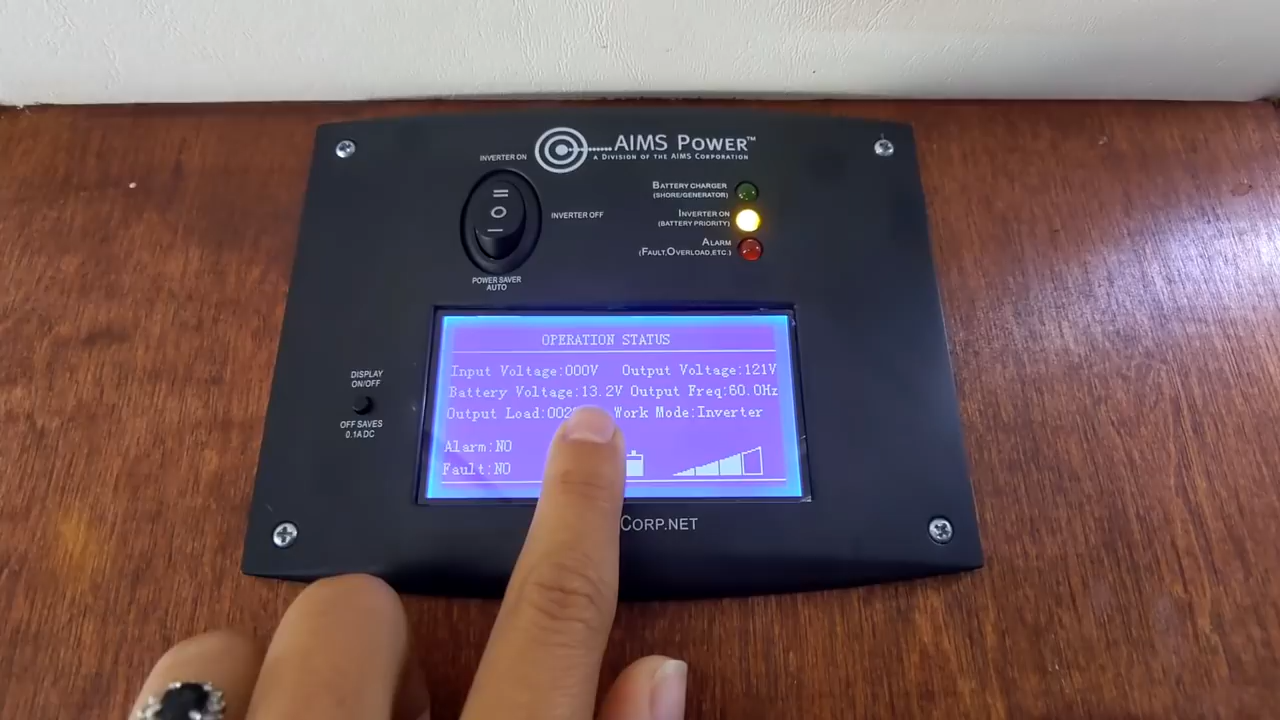 AIMS POWER™
A DIVISION OF THE AIMS CORPORATION
INVERTER ON
INVERTER OFF
POWER SAVER
AUTO
BATTERY CHARGER
(SHORE/GENERATOR)
INVERTER ON
(BATTERY PRIORITY)
ALARM
(FAULT,OVERLOAD,ETC.)
DISPLAY
ON/OFF
OFF SAVES
0.1A DC
OPERATION STATUS
Input Voltage:000V Output Voltage:121V
Battery Voltage:13.2V Output Freq:60.0Hz
Output Load: Work Mode:Inverter
Alarm:NO
Fault:NO
CORP.NET